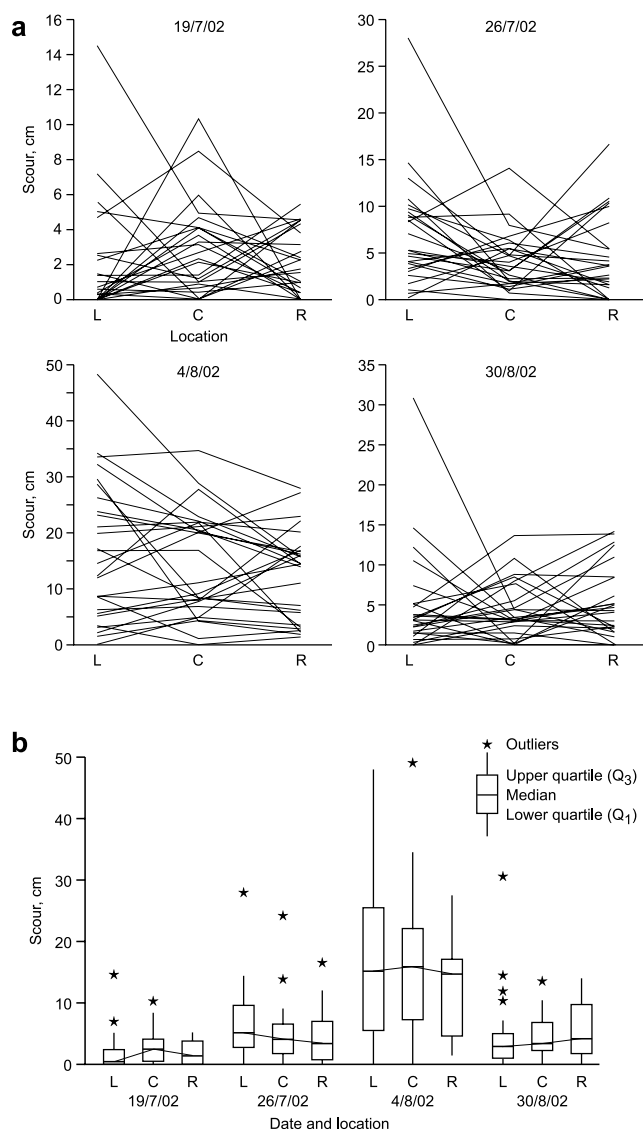 a
19/7/02
26/7/02
16
14
12
10
8
6
4
2
0
Scour, cm
L C R
Location
30
25
20
15
10
5
0
L C R
4/8/02
30/8/02
50
40
30
20
10
0
Scour, cm
L C R
35
30
25
20
15
10
5
0
L C R
b
50
40
30
20
10
0
Scour, cm
★ Outliers
Upper quartile (Q3)
Median
Lower quartile (Q1)
L C R L C R L C R L C R
19/7/02 26/7/02 4/8/02 30/8/02
Date and location